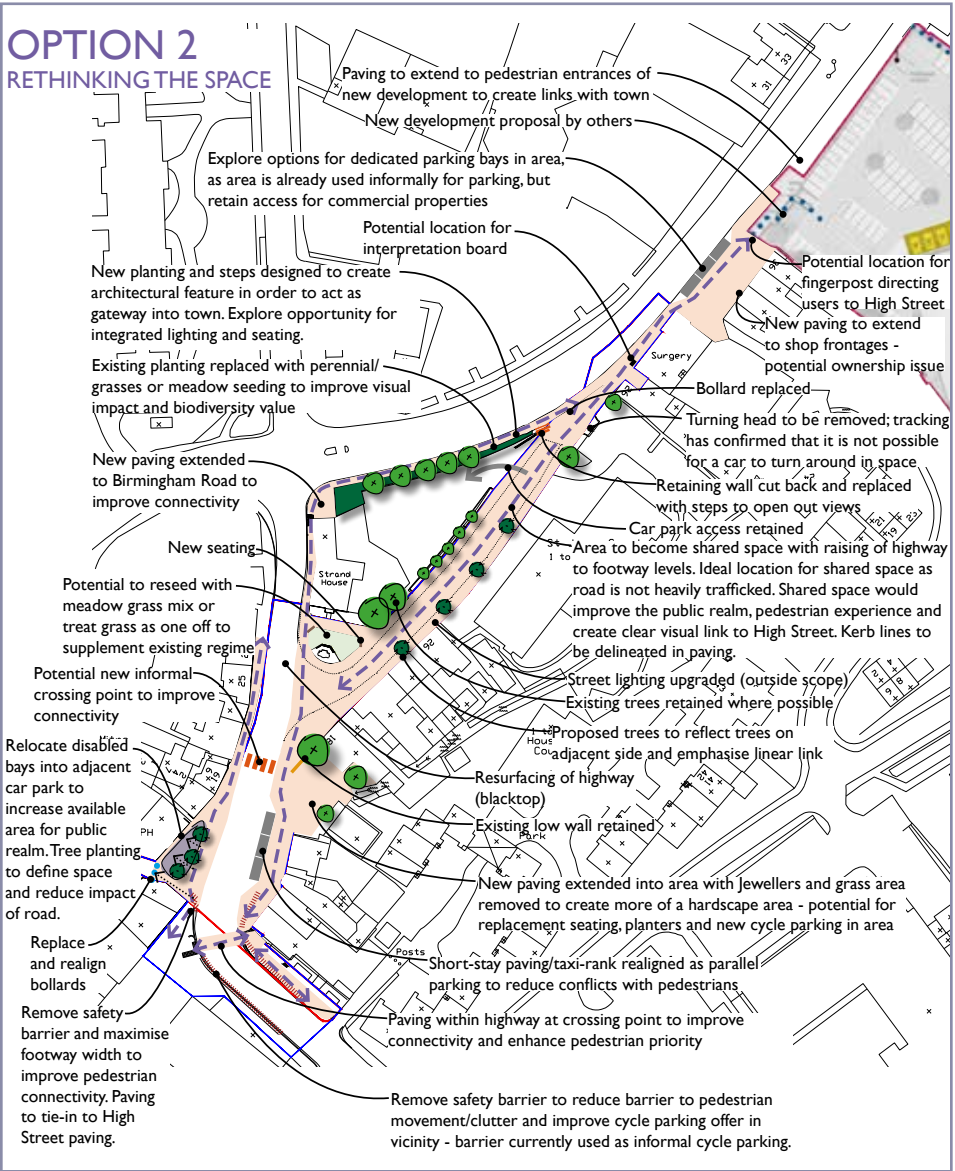 OPTION 2
RETHINKING THE SPACE
Paving to extend to pedestrian entrances of
new development to create links with town
New development proposal by others
Explore options for dedicated parking bays in area,
as area is already used informally for parking, but
retain access for commercial properties
Potential location for
interpretation board
New planting and steps designed to create
architectural feature in order to act as
gateway into town. Explore opportunity for
integrated lighting and seating.
Existing planting replaced with perennial/
grasses or meadow seeding to improve visual
impact and biodiversity value
New paving extended
to Birmingham Road to
improve connectivity
New seating
Potential to reseed with
meadow grass mix or
treat grass as one off to
supplement existing regime
Potential new informal
crossing point to improve
connectivity
Relocate disabled
bays into adjacent
car park to
increase available
area for public
realm. Tree planting
to define space
and reduce impact
of road.
Replace
and realign
bollards
Remove safety
barrier and maximise
footway width to
improve pedestrian
connectivity. Paving
to tie-in to High
Street paving.
Potential location for
fingerpost directing
users to High Street
New paving to extend
to shop frontages -
potential ownership issue
Bollard replaced
Turning head to be removed; tracking
has confirmed that it is not possible
for a car to turn around in space
Retaining wall cut back and replaced
with steps to open out views
Car park access retained
Area to become shared space with raising of highway
to footway levels. Ideal location for shared space as
road is not heavily trafficked. Shared space would
improve the public realm, pedestrian experience and
create clear visual link to High Street. Kerb lines to
be delineated in paving.
Street lighting upgraded (outside scope)
Existing trees retained where possible
Proposed trees to reflect trees on
adjacent side and emphasise linear link
Resurfacing of highway
(blacktop)
Existing low wall retained
New paving extended into area with Jewellers and grass area
removed to create more of a hardscape area - potential for
replacement seating, planters and new cycle parking in area
Short-stay paving/taxi-rank realigned as parallel
parking to reduce conflicts with pedestrians
Paving within highway at crossing point to improve
connectivity and enhance pedestrian priority
Remove safety barrier to reduce barrier to pedestrian
movement/clutter and improve cycle parking offer in
vicinity - barrier currently used as informal cycle parking.
Surgery
Strand
House
PH
Posts
Park
33
31
25
26